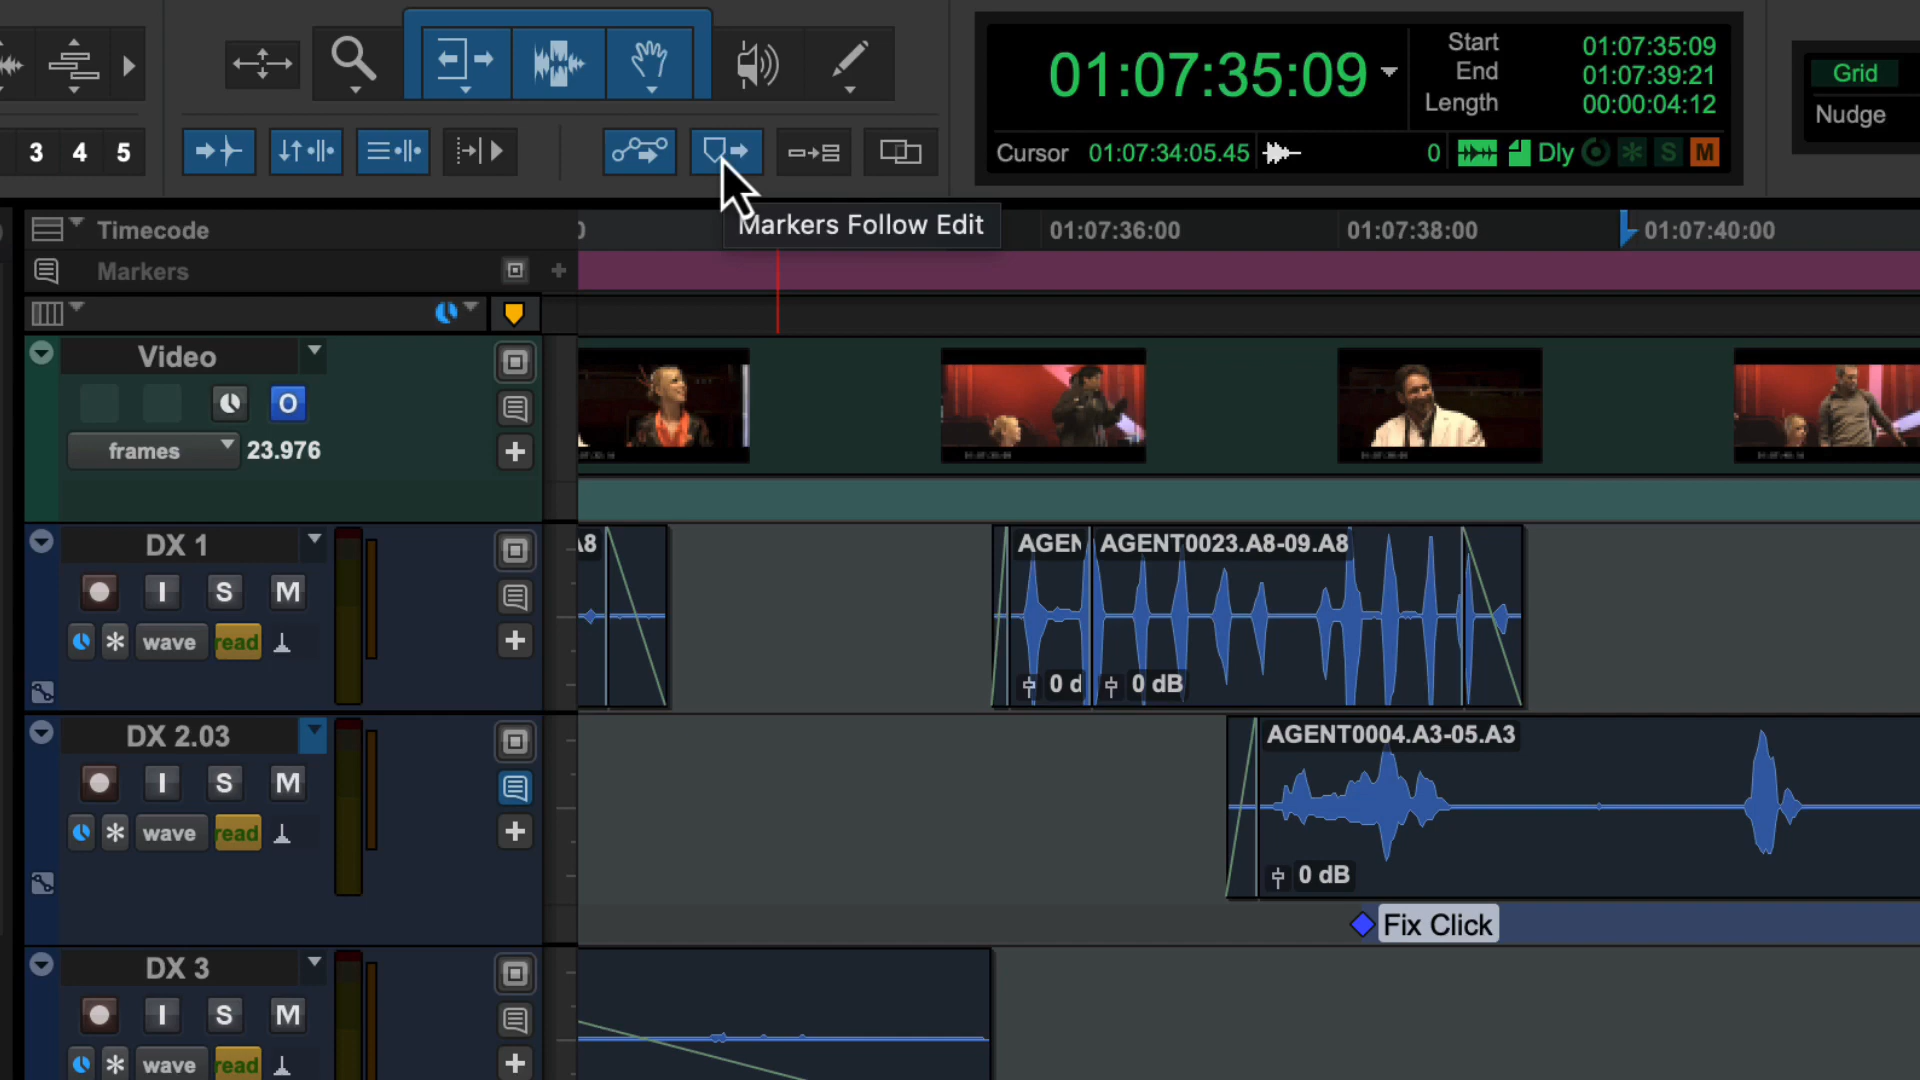 01:07:35:09
Start 01:07:35:09
End 01:07:39:21
Length 00:00:04:12
Grid
Nudge
3 4 5
Cursor 01:07:34:05.45 0 Dly S M
Markers Follow Edit
Timecode
01:07:36:00 01:07:38:00 01:07:40:00
Markers
Video
O
frames 23.976
DX 1
I S M
wave read
A8
AGEN AGENT0023.A8-09.A8
0 d 0 dB
DX 2.03
I S M
wave read
AGENT0004.A3-05.A3
0 dB
Fix Click
DX 3
I S M
wave read